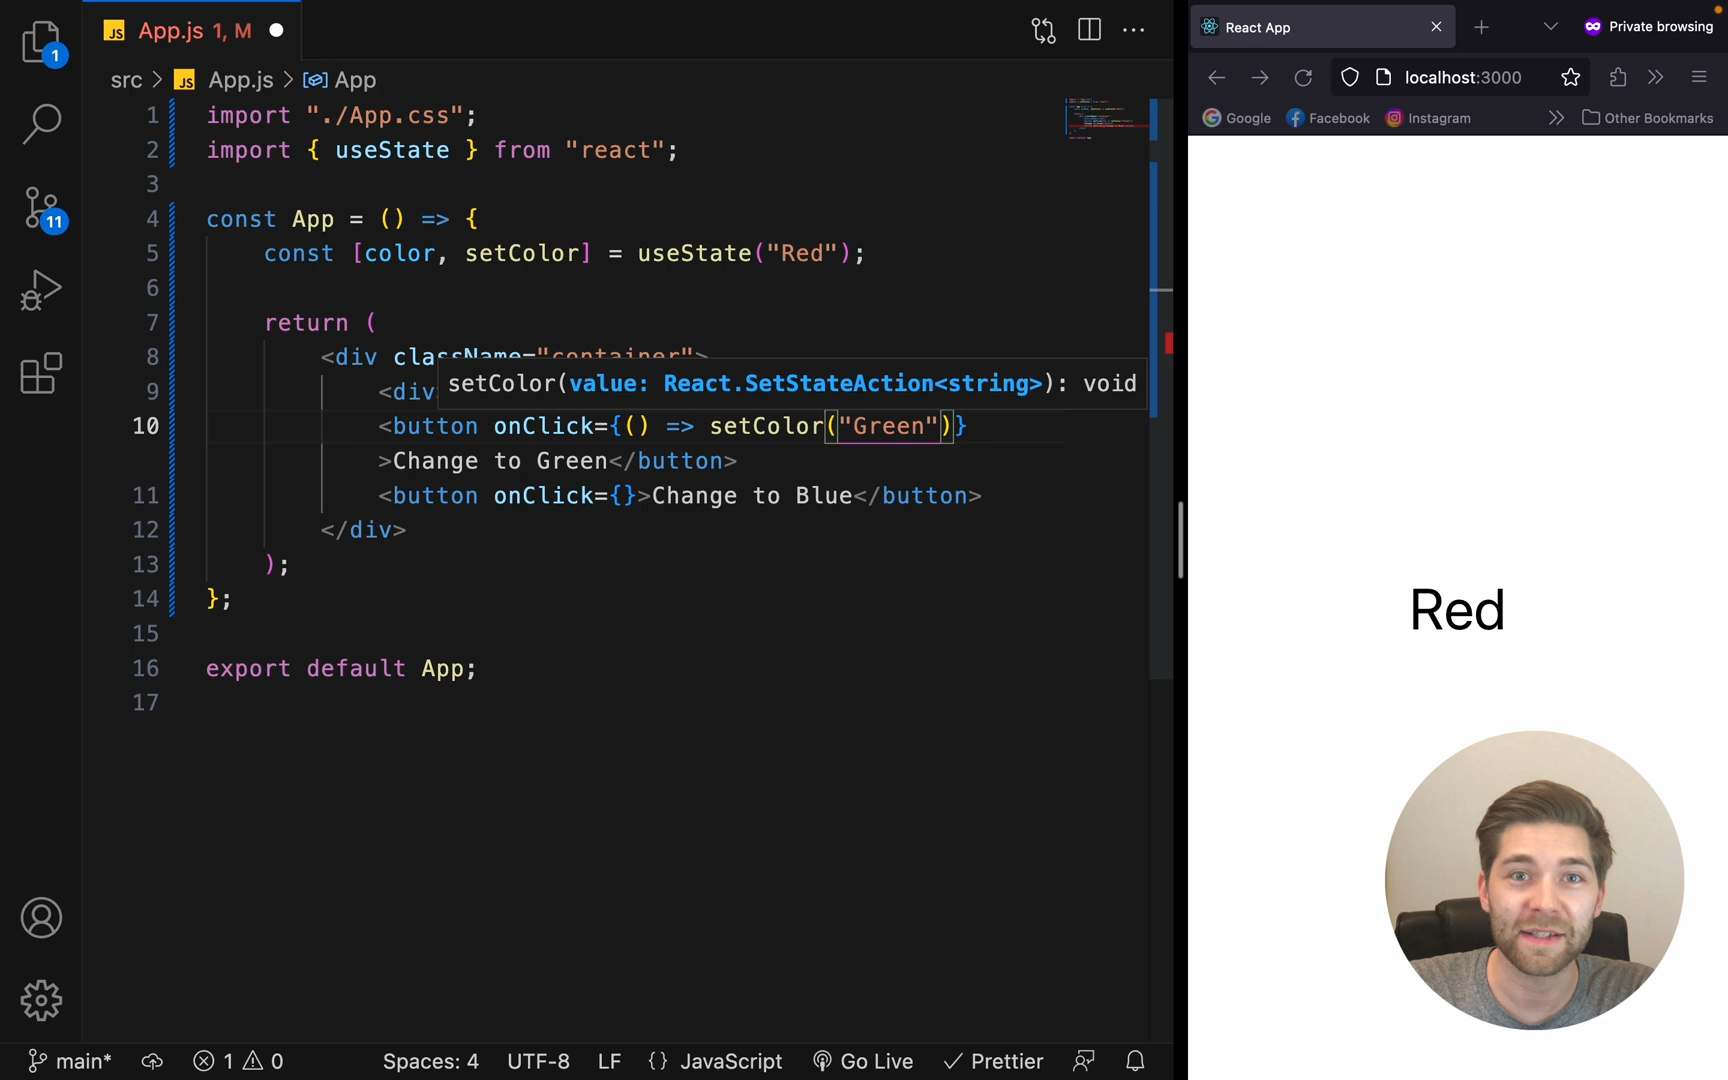 1
11
App.js 1, M
src > App.js > App
1 import "./App.css";
2 import { useState } from "react";
3
4 const App = () => {
5 const [color, setColor] = useState("Red");
6
7 return (
8 <div className="container">
9 <div
setColor(value: React.SetStateAction<string>): void
10 <button onClick={() => setColor("Green")}
>Change to Green</button>
11 <button onClick={}>Change to Blue</button>
12 </div>
13 );
14 };
15
16 export default App;
17
main*
1
0
Spaces: 4
UTF-8
LF
{} JavaScript
Go Live
Prettier
React App
Private browsing
localhost:3000
Google
Facebook
Instagram
Other Bookmarks
Red